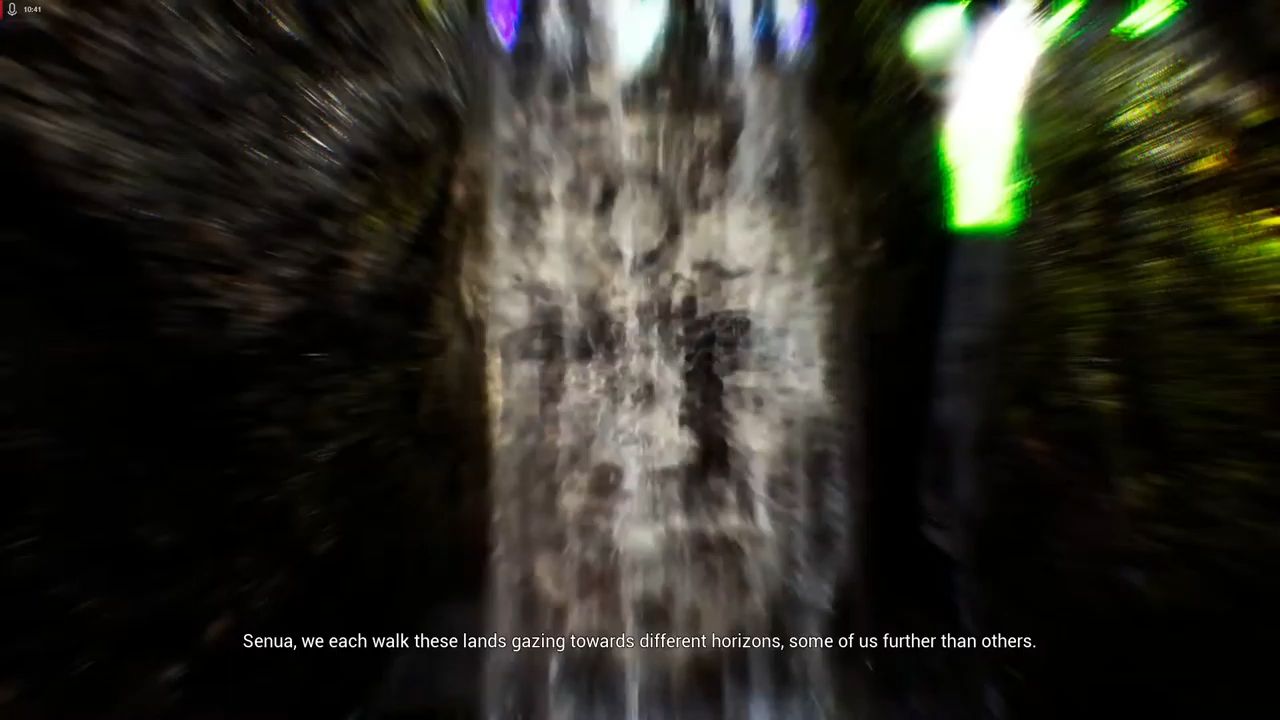 10:41
Senua, we each walk these lands gazing towards different horizons, some of us further than others.